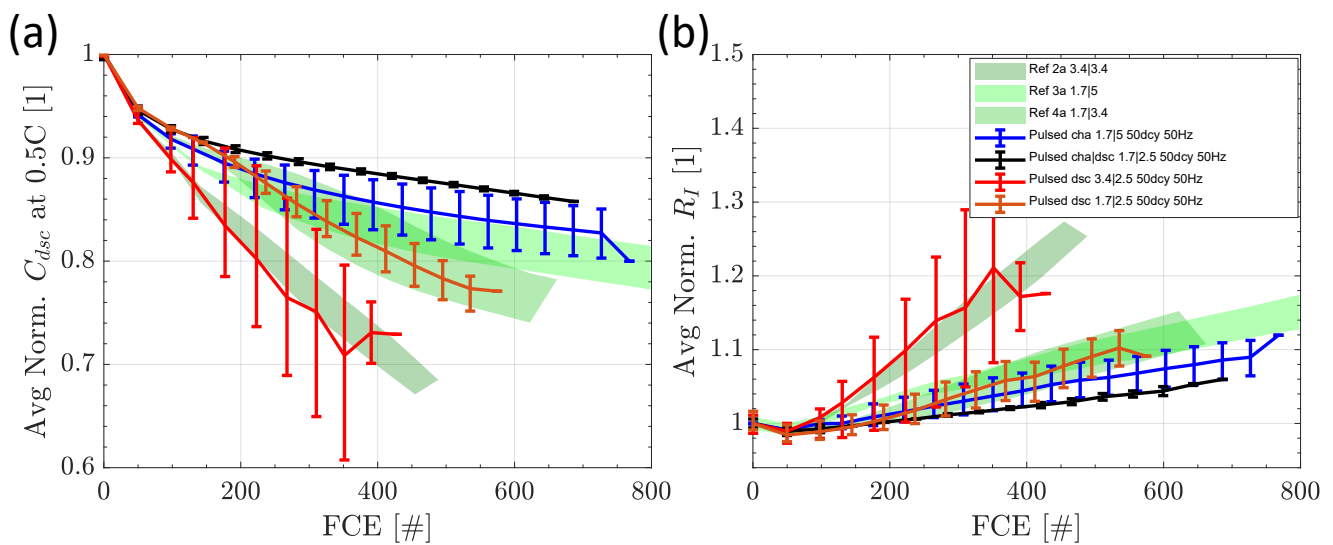 (a)
Avg Norm. C_dsc at 0.5C [1]
1
0.9
0.8
0.7
0.6
0
200
400
600
800
FCE [#]
(b)
Avg Norm. R_I [1]
1.5
1.4
1.3
1.2
1.1
1
0
200
400
600
800
FCE [#]
Ref 2a 3.4|3.4
Ref 3a 1.7|5
Ref 4a 1.7|3.4
Pulsed cha 1.7|5 50dcy 50Hz
Pulsed cha|dsc 1.7|2.5 50dcy 50Hz
Pulsed dsc 3.4|2.5 50dcy 50Hz
Pulsed dsc 1.7|2.5 50dcy 50Hz